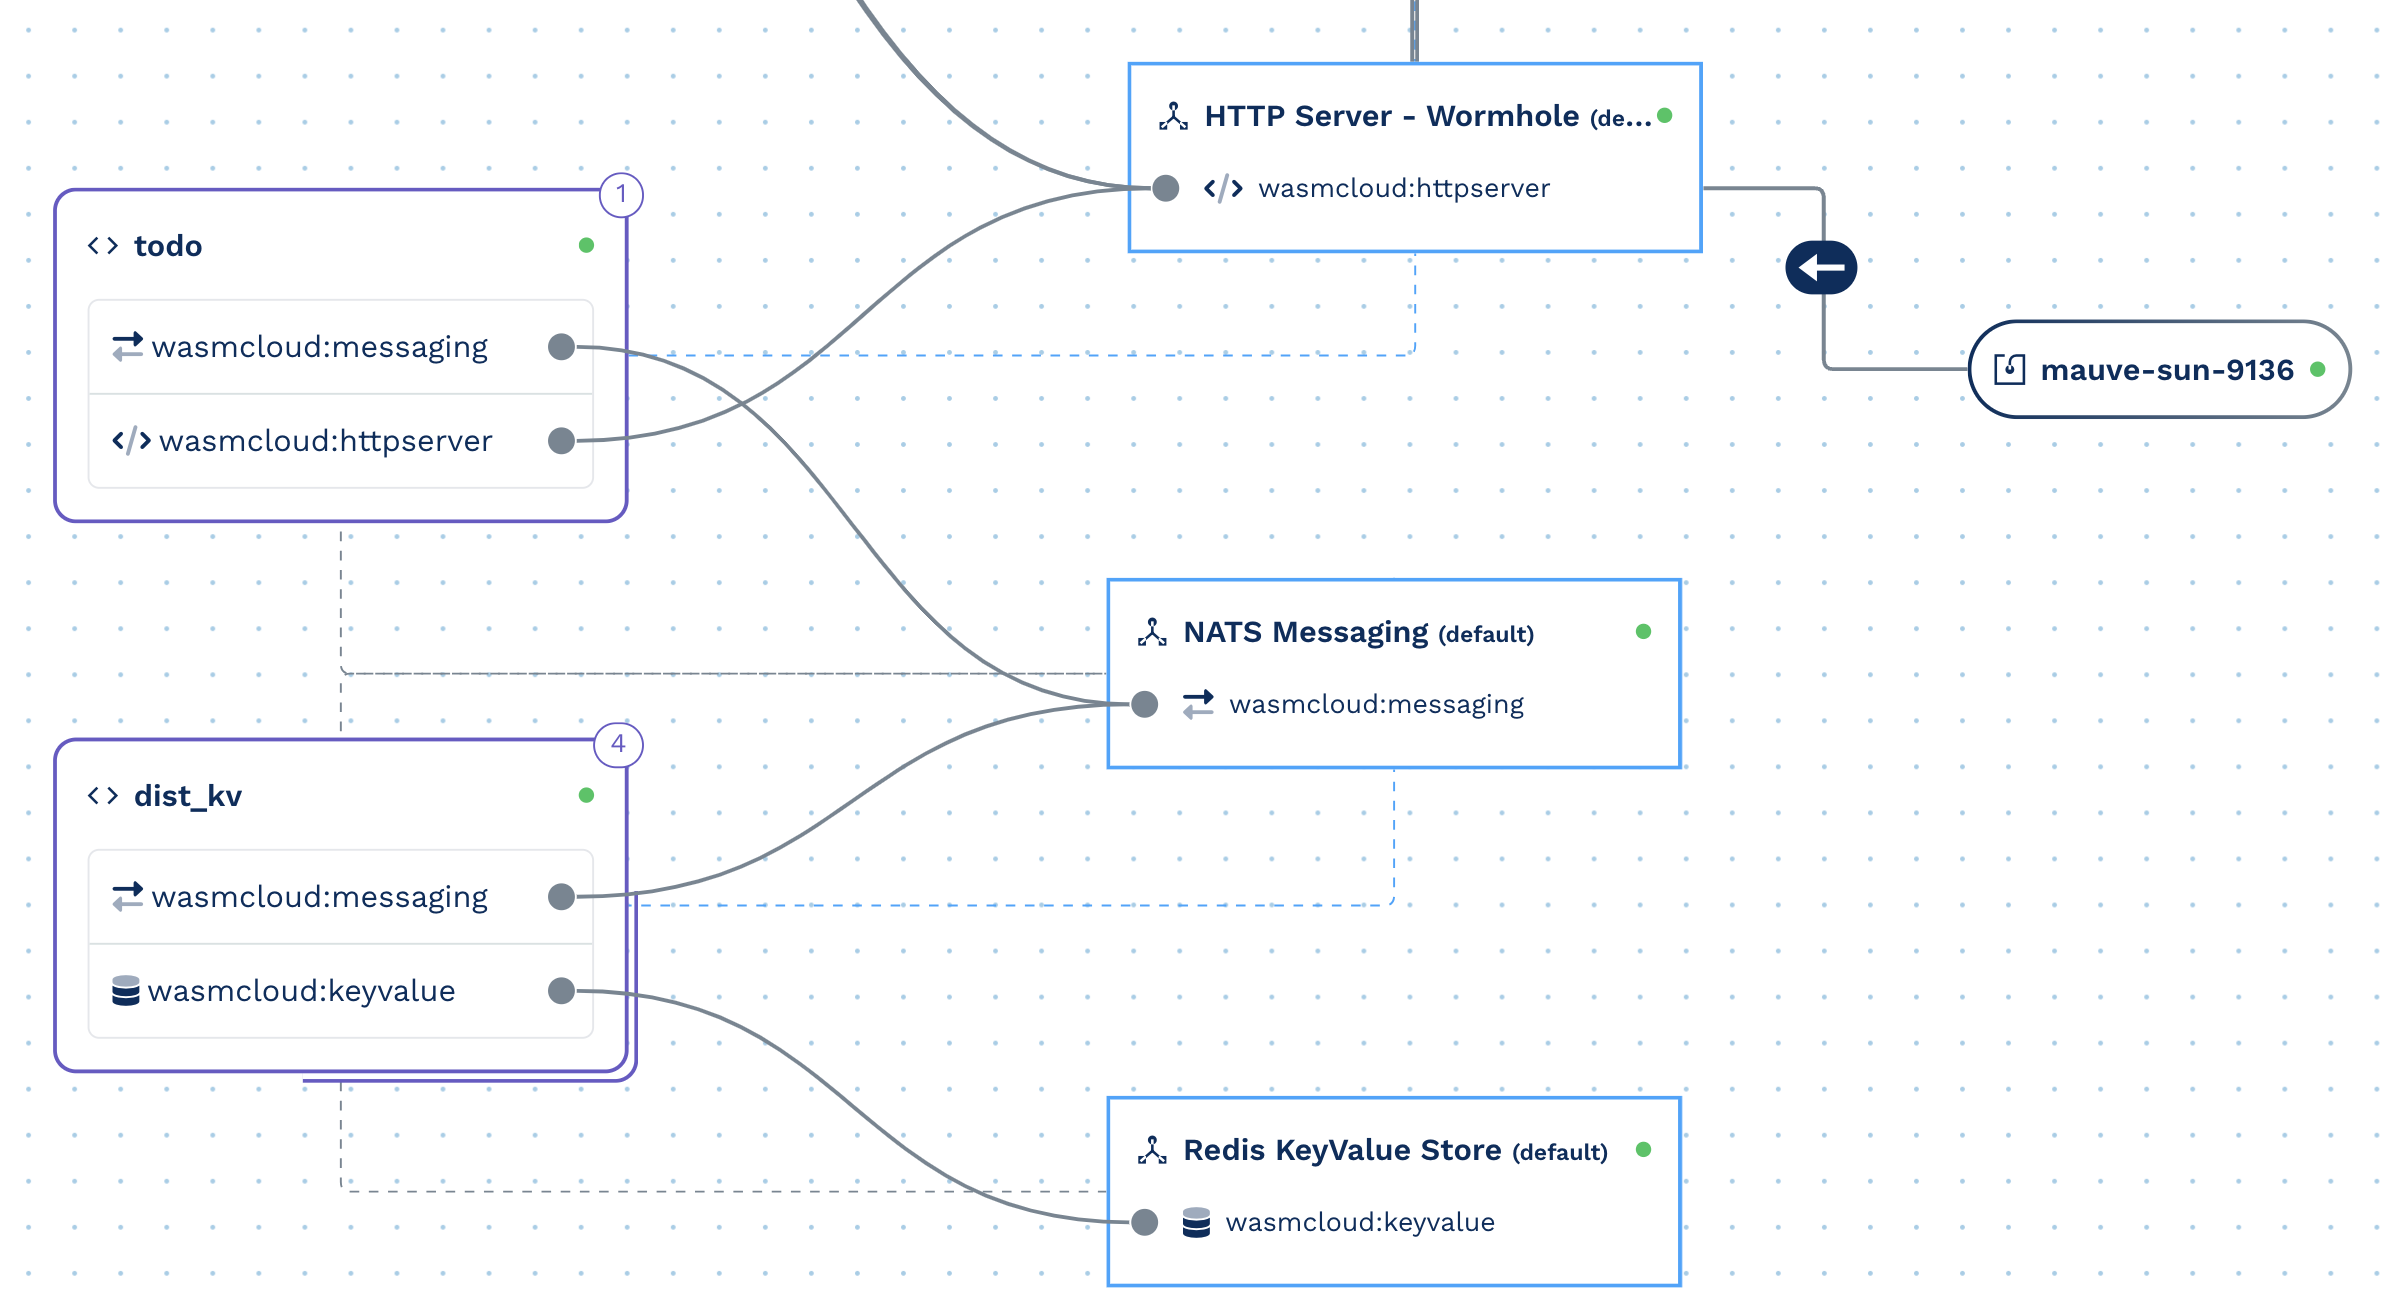 HTTP Server - Wormhole (de...
wasmcloud:httpserver
1
todo
wasmcloud:messaging
wasmcloud:httpserver
mauve-sun-9136
NATS Messaging (default)
wasmcloud:messaging
4
dist_kv
wasmcloud:messaging
wasmcloud:keyvalue
Redis KeyValue Store (default)
wasmcloud:keyvalue